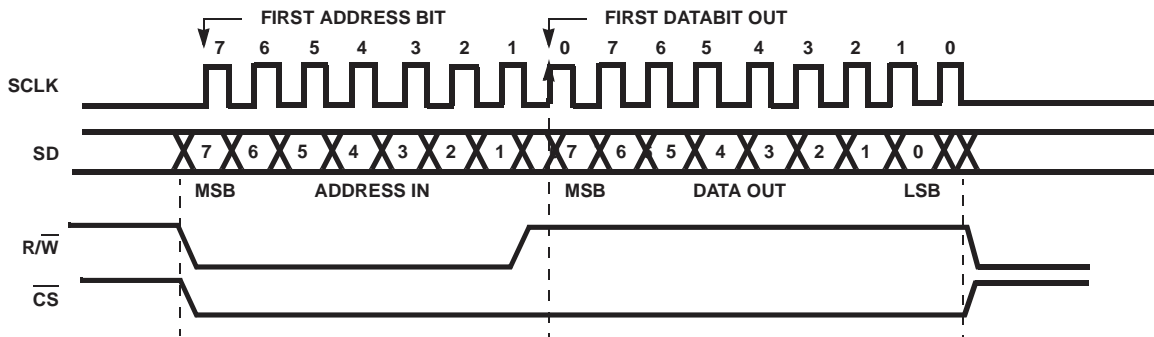 FIRST ADDRESS BIT FIRST DATABIT OUT
7 6 5 4 3 2 1 0 7 6 5 4 3 2 1 0
SCLK
SD 7 6 5 4 3 2 1 7 6 5 4 3 2 1 0
MSB ADDRESS IN MSB DATA OUT LSB
R/W̅
C̅S̅